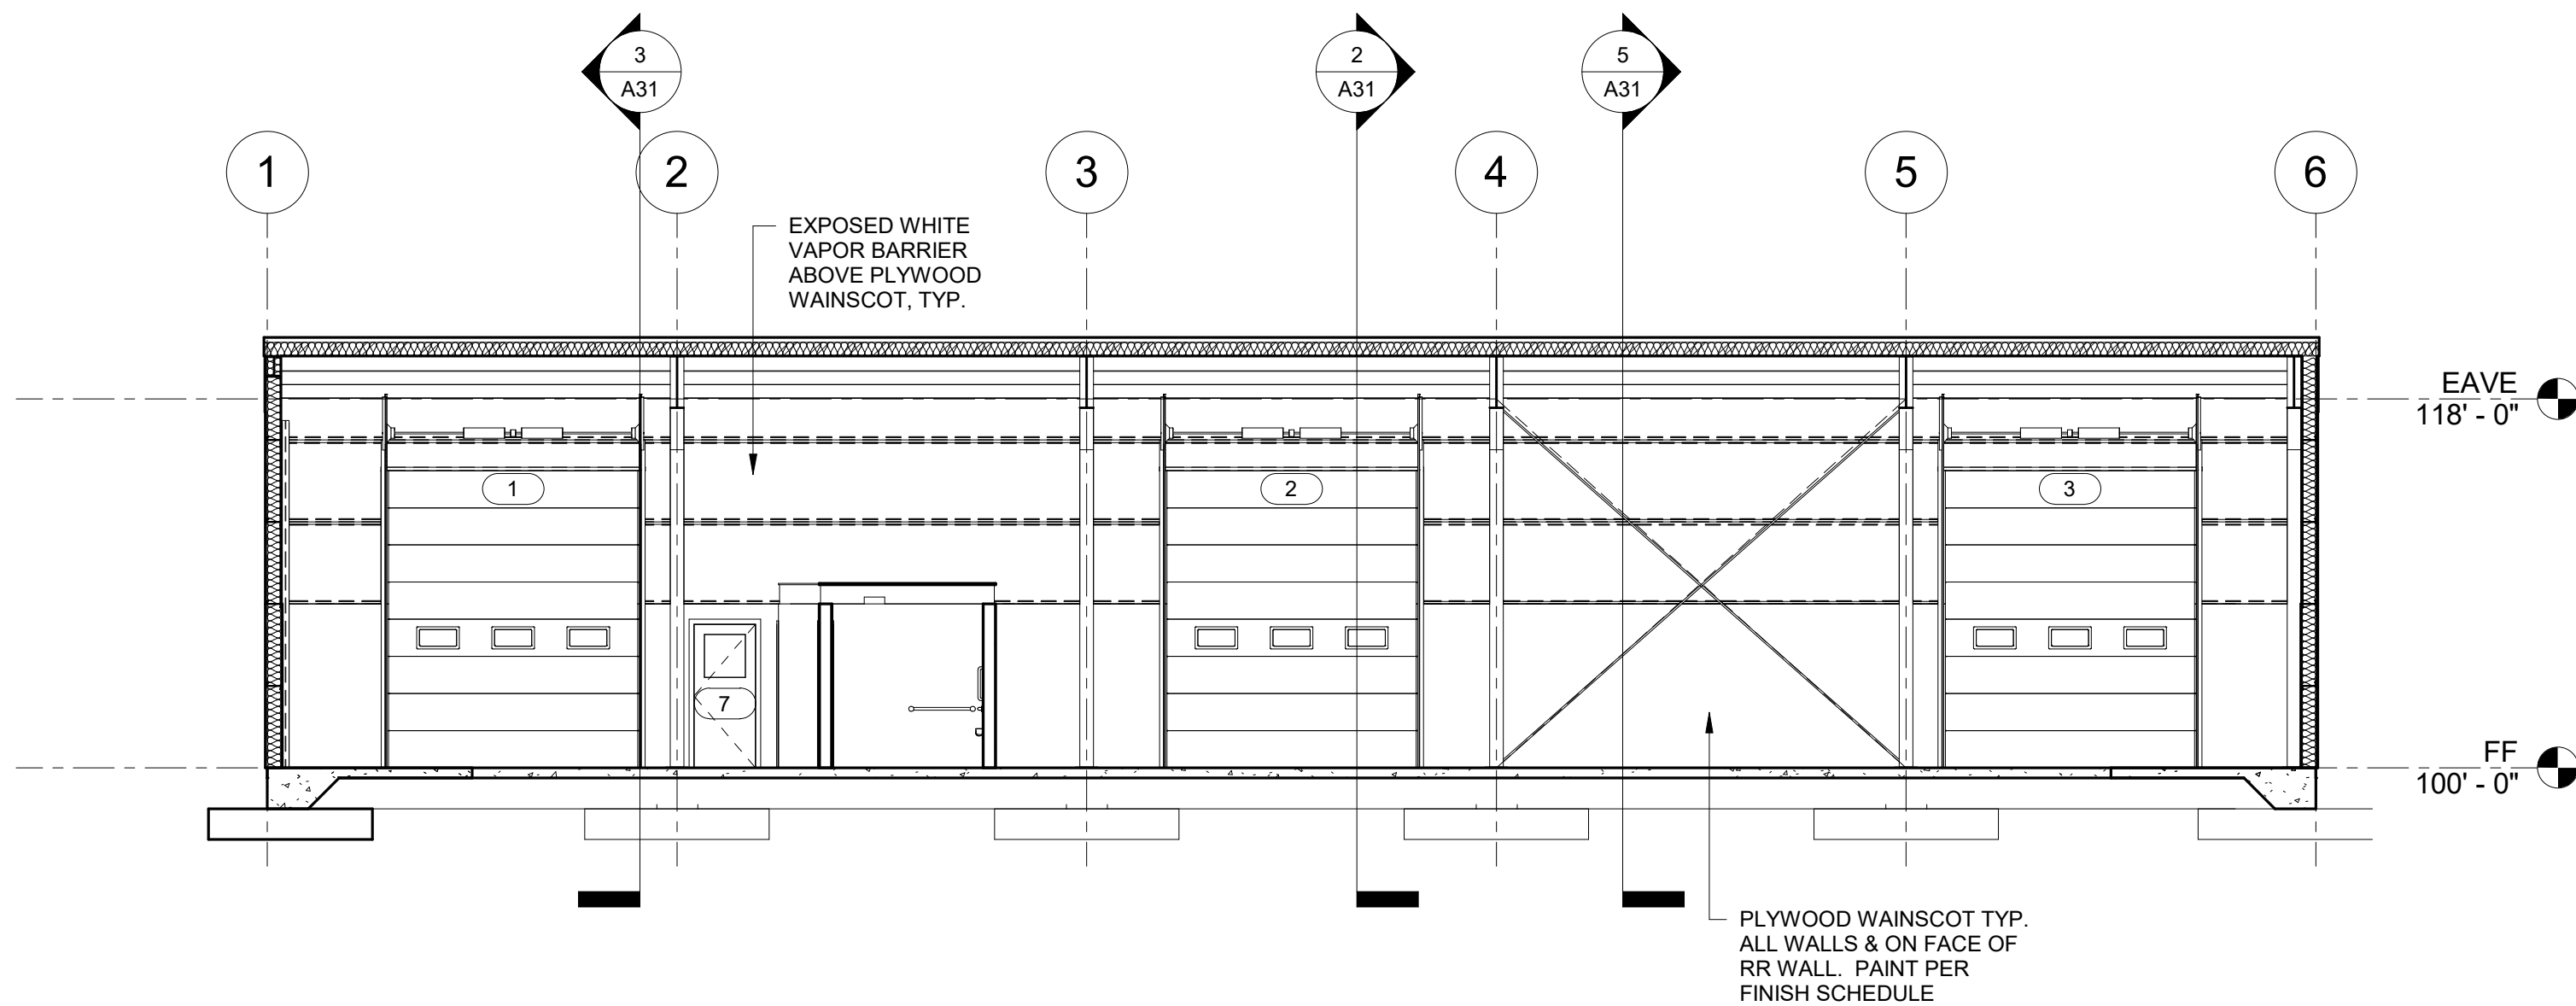 3
A31
2
A31
5
A31
1
2
3
4
5
6
EXPOSED WHITE
VAPOR BARRIER
ABOVE PLYWOOD
WAINSCOT, TYP.
EAVE
118' - 0"
1
2
3
7
FF
100' - 0"
PLYWOOD WAINSCOT TYP.
ALL WALLS & ON FACE OF
RR WALL.  PAINT PER
FINISH SCHEDULE